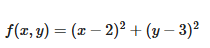 f(x, y) = (x − 2)² + (y − 3)²